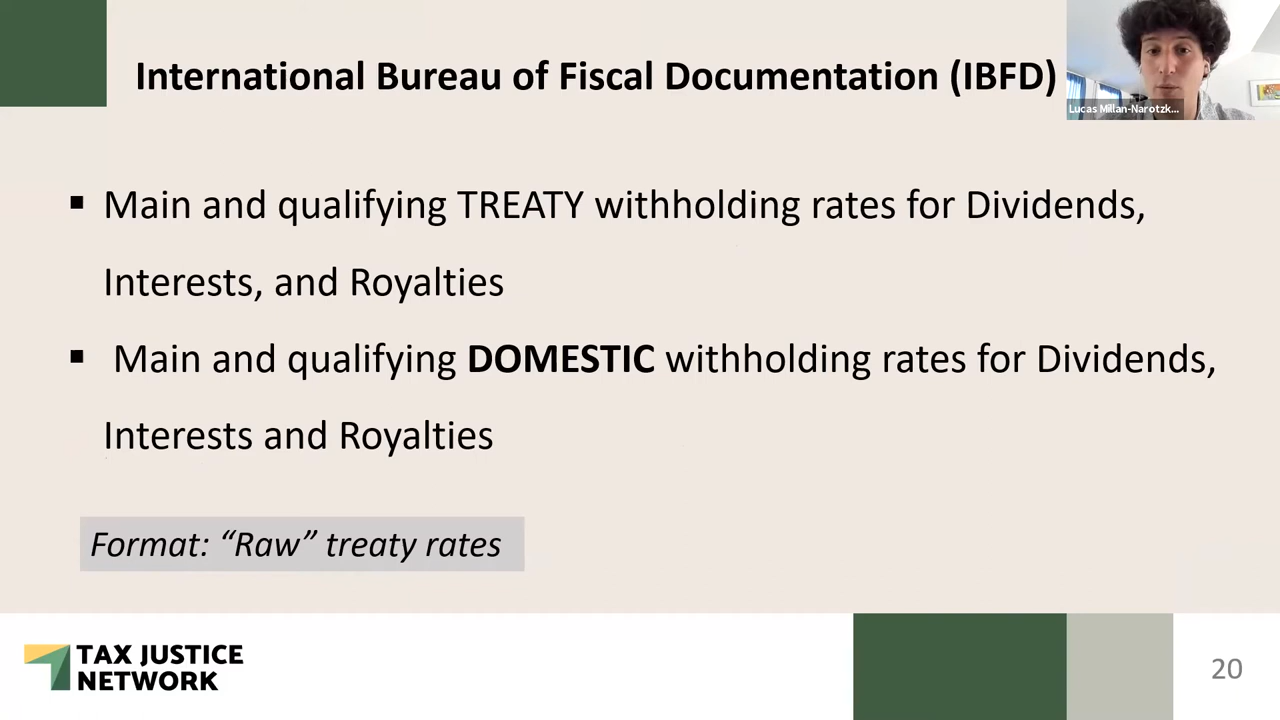 International Bureau of Fiscal Documentation (IBFD)
Lucas Millan-Narotzk...
▪ Main and qualifying TREATY withholding rates for Dividends,
Interests, and Royalties
▪ Main and qualifying DOMESTIC withholding rates for Dividends,
Interests and Royalties
Format: “Raw” treaty rates
TAX JUSTICE
NETWORK
20